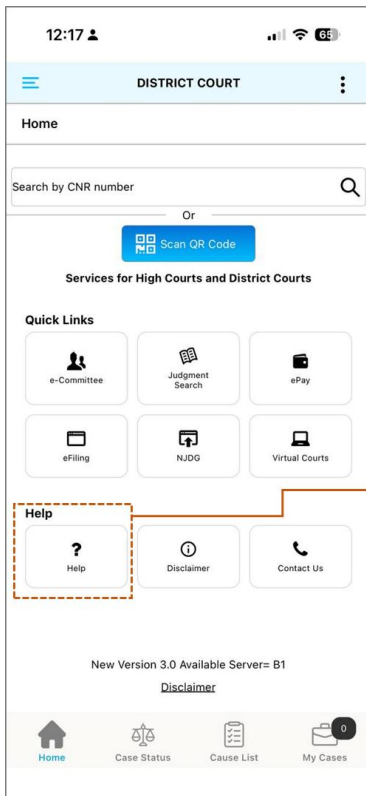 12:17 65
DISTRICT COURT
Home
Search by CNR number
Or
Scan QR Code
Services for High Courts and District Courts
Quick Links
e-Committee
Judgment
Search
ePay
eFiling
NJDG
Virtual Courts
Help
?
Help
Disclaimer
Contact Us
New Version 3.0 Available Server= B1
Disclaimer
0
Home Case Status Cause List My Cases